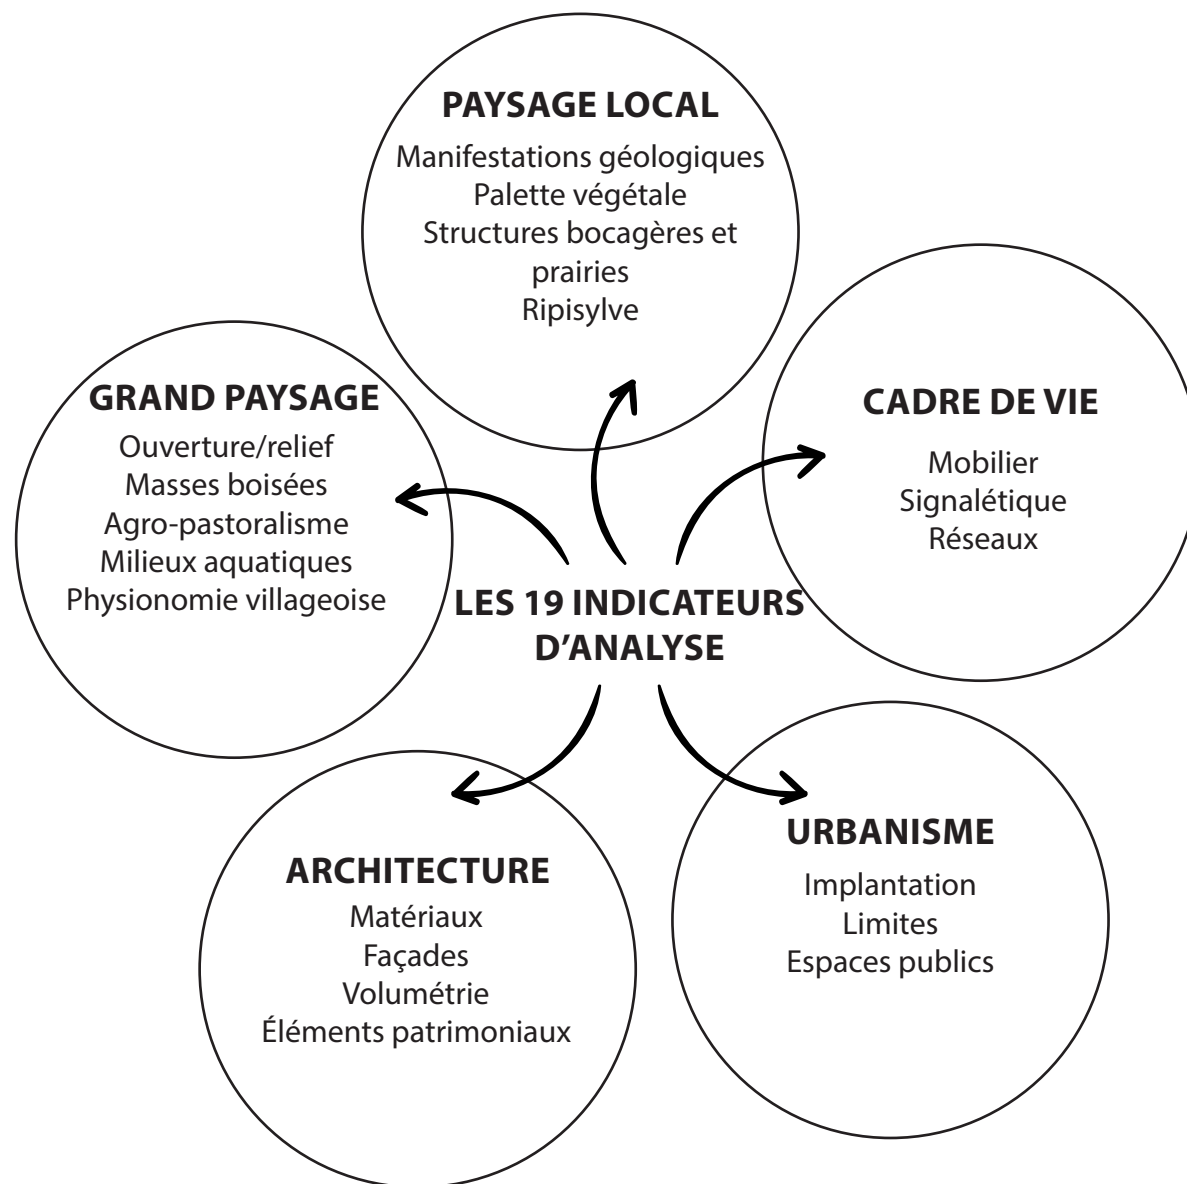 PAYSAGE LOCAL
Manifestations géologiques
Palette végétale
Structures bocagères et
prairies
Ripisylve
GRAND PAYSAGE
Ouverture/relief
Masses boisées
Agro-pastoralisme
Milieux aquatiques
Physionomie villageoise
CADRE DE VIE
Mobilier
Signalétique
Réseaux
LES 19 INDICATEURS
D’ANALYSE
ARCHITECTURE
Matériaux
Façades
Volumétrie
Éléments patrimoniaux
URBANISME
Implantation
Limites
Espaces publics